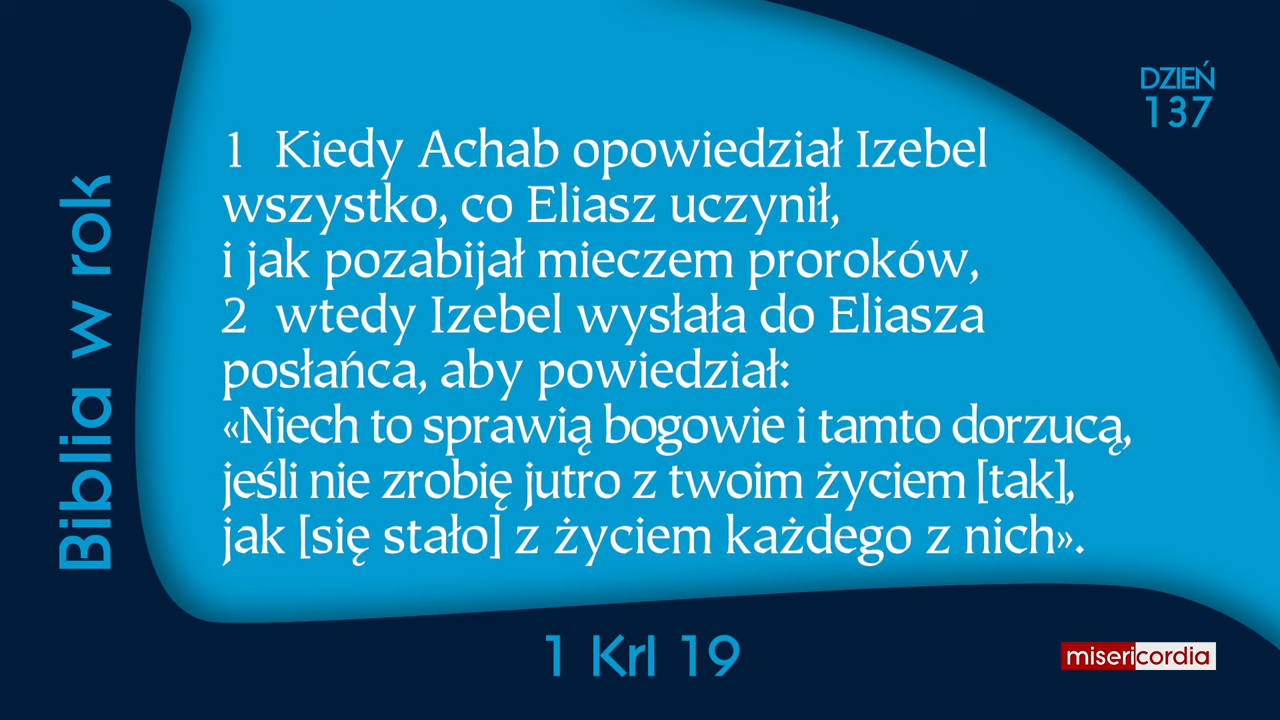 DZIEŃ
137
Biblia w rok
1 Kiedy Achab opowiedział Izebel
wszystko, co Eliasz uczynił,
i jak pozabijał mieczem proroków,
2 wtedy Izebel wysłała do Eliasza
posłańca, aby powiedział:
«Niech to sprawią bogowie i tamto dorzucą,
jeśli nie zrobię jutro z twoim życiem [tak],
jak [się stało] z życiem każdego z nich».
1 Krl 19
misericordia